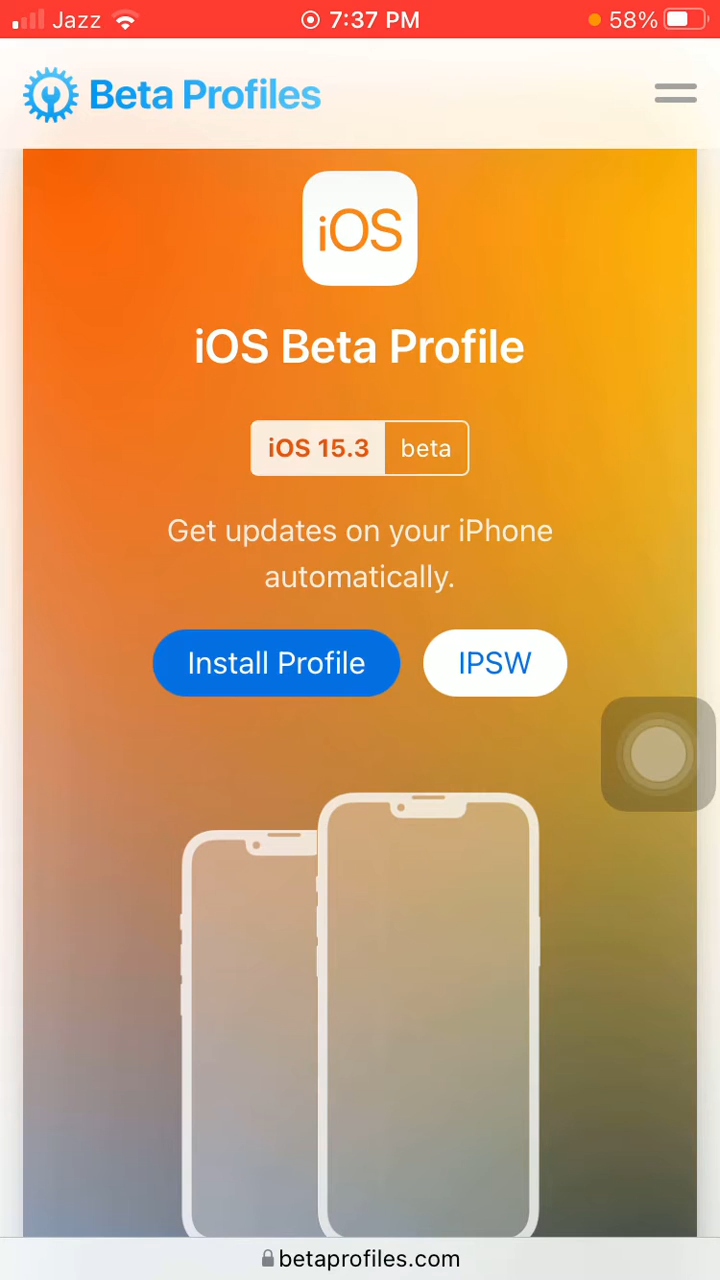 Jazz 7:37 PM 58%
Beta Profiles
iOS
iOS Beta Profile
iOS 15.3 beta
Get updates on your iPhone
automatically.
Install Profile IPSW
betaprofiles.com